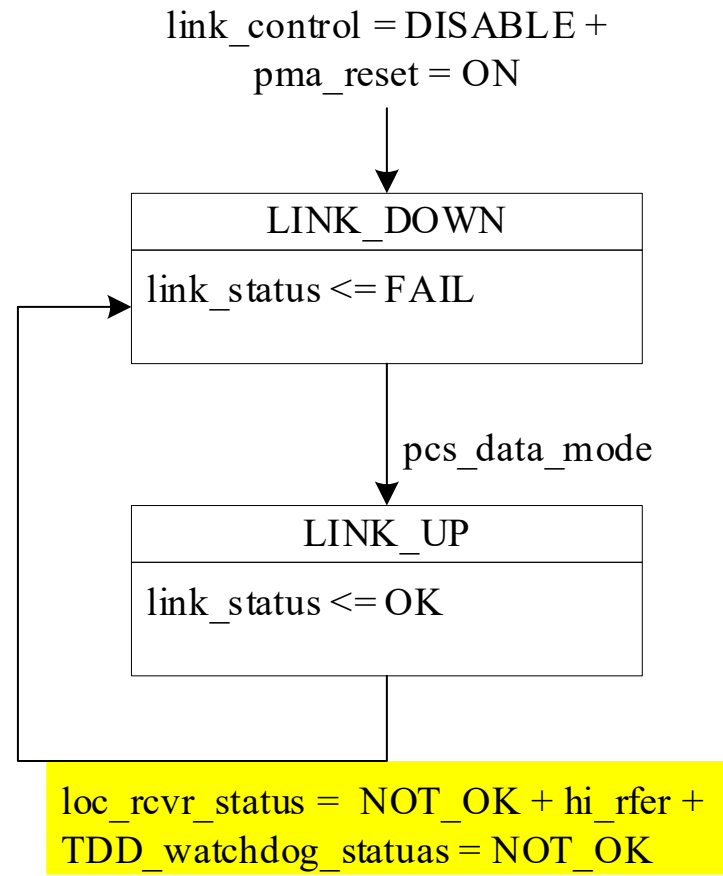 link_control = DISABLE +
pma_reset = ON
LINK_DOWN
link_status <= FAIL
pcs_data_mode
LINK_UP
link_status <= OK
loc_rcvr_status = NOT_OK + hi_rfer +
TDD_watchdog_statuas = NOT_OK